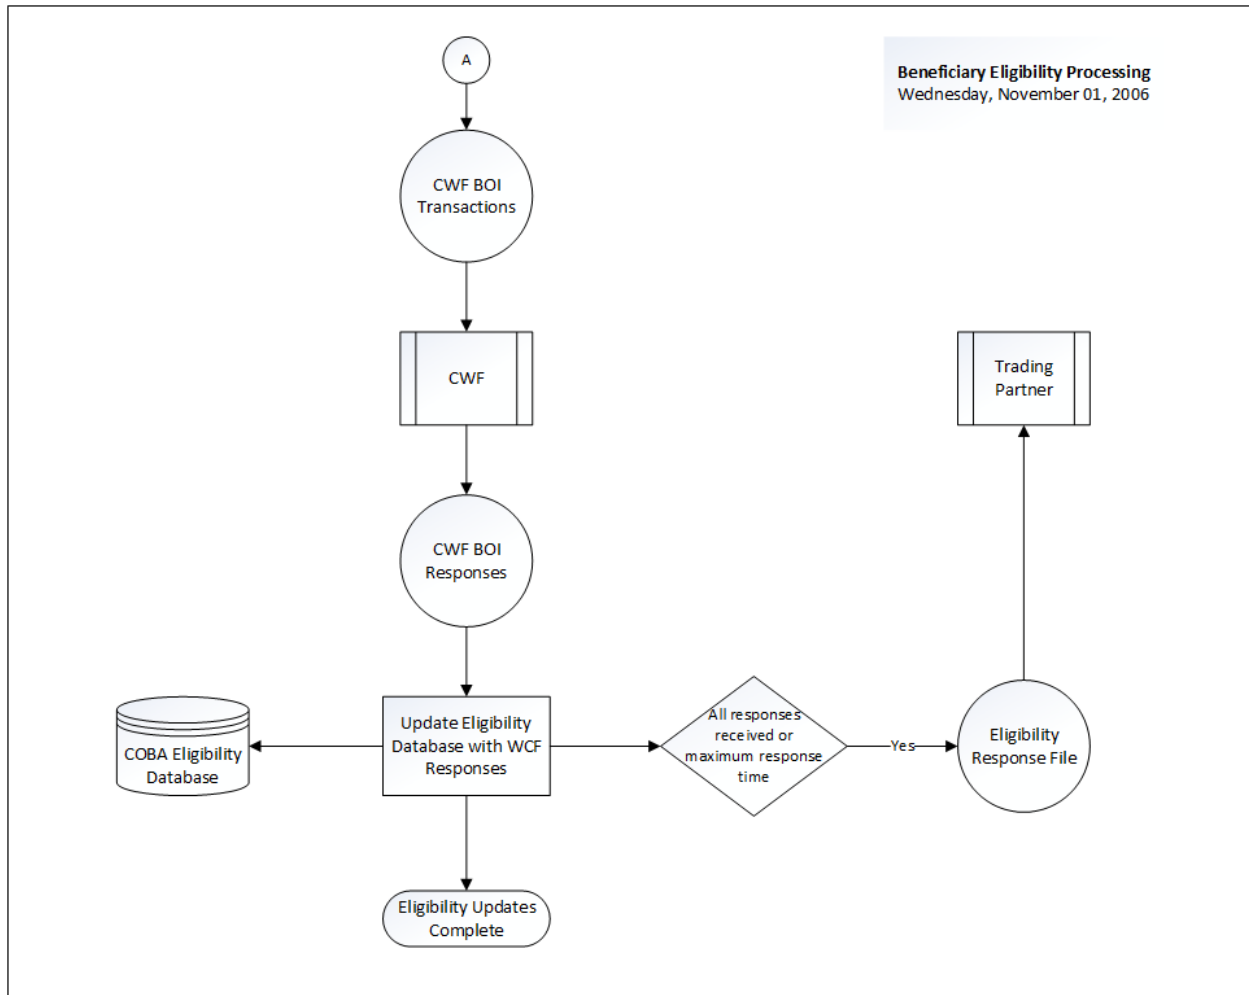 A
Beneficiary Eligibility Processing
Wednesday, November 01, 2006
CWF BOI
Transactions
CWF
Trading
Partner
CWF BOI
Responses
COBA Eligibility
Database
Update Eligibility
Database with WCF
Responses
All responses
received or
maximum response
time
Yes
Eligibility
Response File
Eligibility Updates
Complete